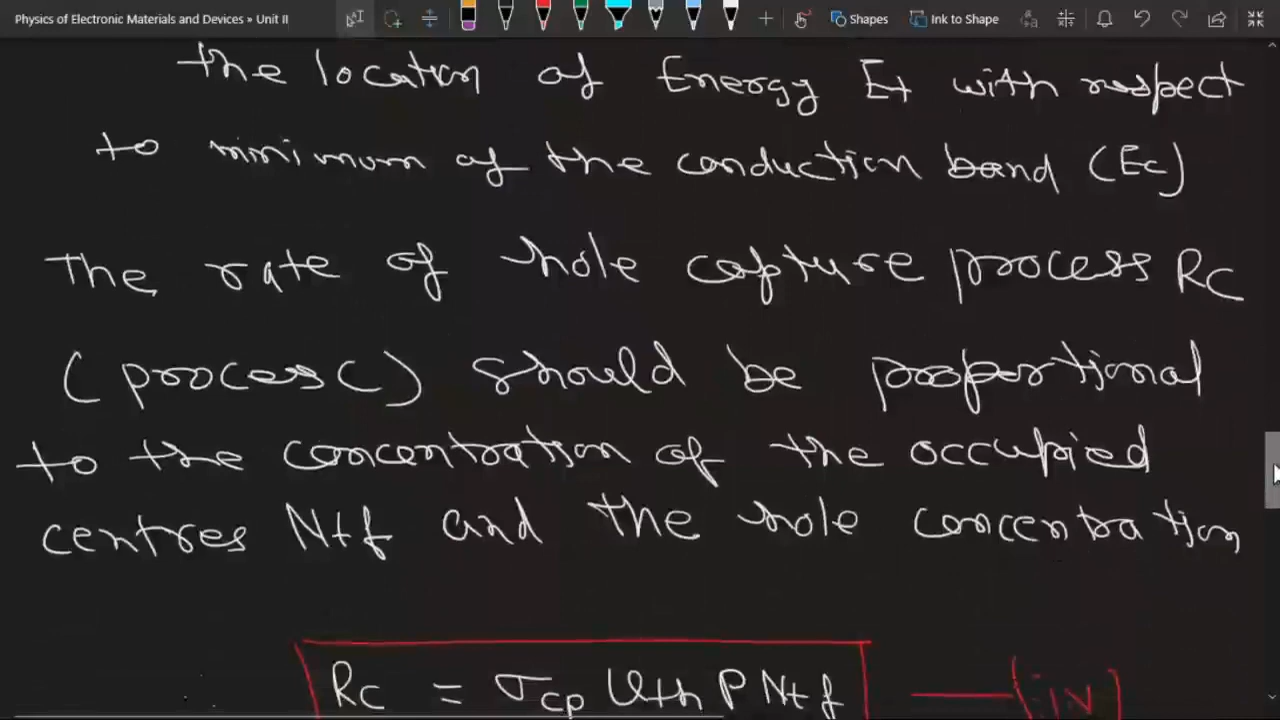 Physics of Electronic Materials and Devices » Unit II
Shapes
Ink to Shape
the location of Energy Et with respect
to minimum of the conduction band (Ec)
The rate of hole capture process Rc
(process c) should be proportional
to the concentration of the occupied
centres Ntf and the hole concentration
Rc = σcp Uth P Ntf —— (iv)